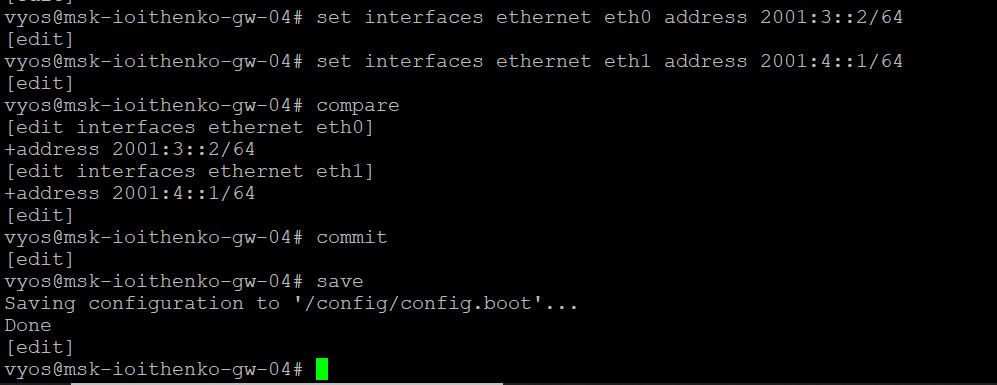 [edit]
vyos@msk-ioithenko-gw-04# set interfaces ethernet eth0 address 2001:3::2/64
[edit]
vyos@msk-ioithenko-gw-04# set interfaces ethernet eth1 address 2001:4::1/64
[edit]
vyos@msk-ioithenko-gw-04# compare
[edit interfaces ethernet eth0]
+address 2001:3::2/64
[edit interfaces ethernet eth1]
+address 2001:4::1/64
[edit]
vyos@msk-ioithenko-gw-04# commit
[edit]
vyos@msk-ioithenko-gw-04# save
Saving configuration to '/config/config.boot'...
Done
[edit]
vyos@msk-ioithenko-gw-04#